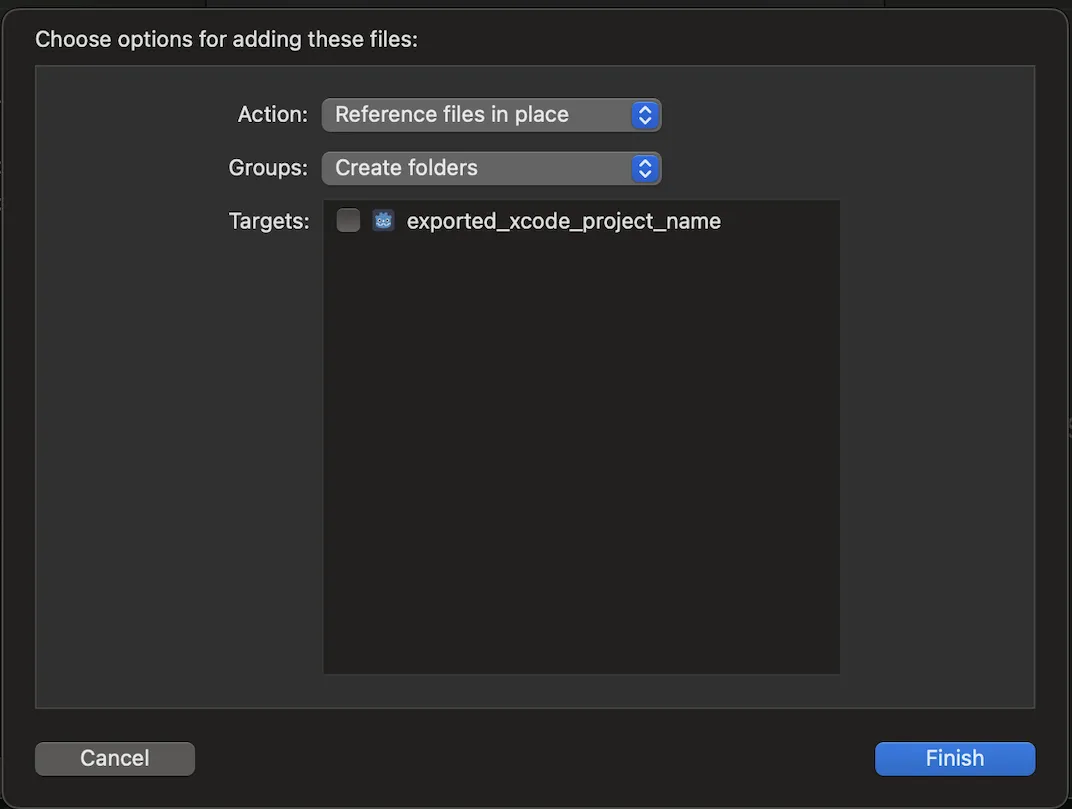 Choose options for adding these files:
Action: Reference files in place
Groups: Create folders
Targets: exported_xcode_project_name
Cancel Finish